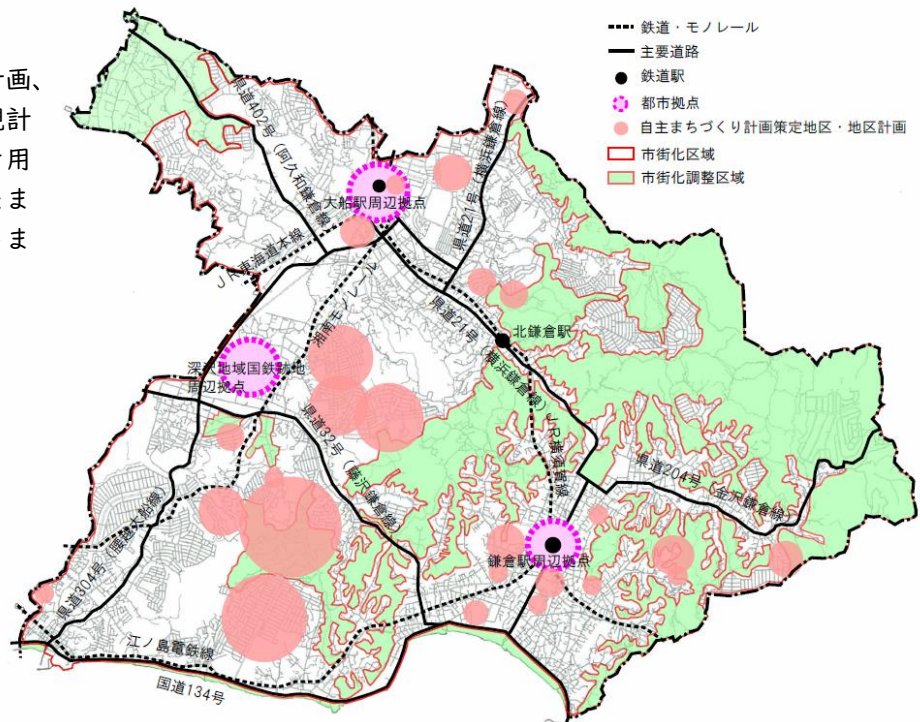 計画、
計
用
ま
ま
鉄道・モノレール
主要道路
鉄道駅
都市拠点
自主まちづくり計画策定地区・地区計画
市街化区域
市街化調整区域
県道402号（阿久和鎌倉線）
県道21号（横浜鎌倉線）
大船駅周辺拠点
JR東海道本線
湘南モノレール
県道21号（横浜鎌倉線）
北鎌倉駅
深沢地域国鉄跡地
周辺拠点
県道32号（藤沢鎌倉線）
JR横須賀線
県道204号（金沢鎌倉線）
鎌倉駅周辺拠点
県道304号（腰越大船線）
江ノ島電鉄線
国道134号